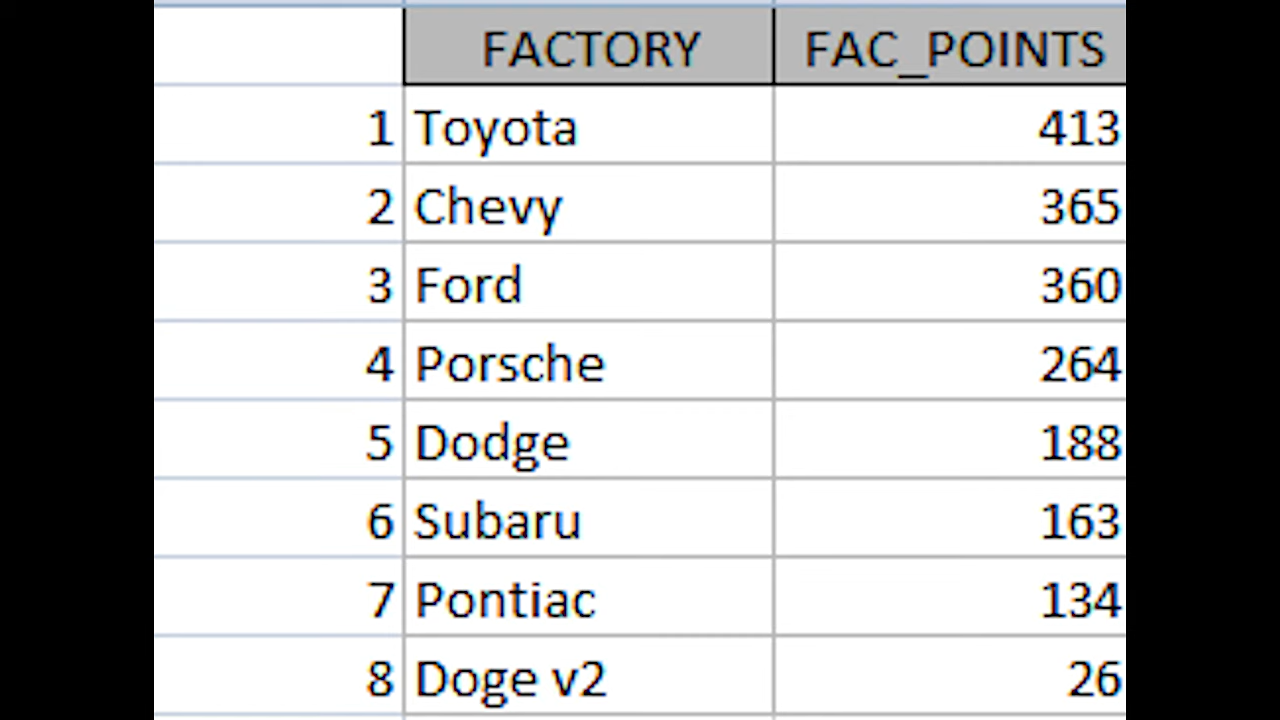 FACTORY FAC_POINTS
1 Toyota 413
2 Chevy 365
3 Ford 360
4 Porsche 264
5 Dodge 188
6 Subaru 163
7 Pontiac 134
8 Doge v2 26